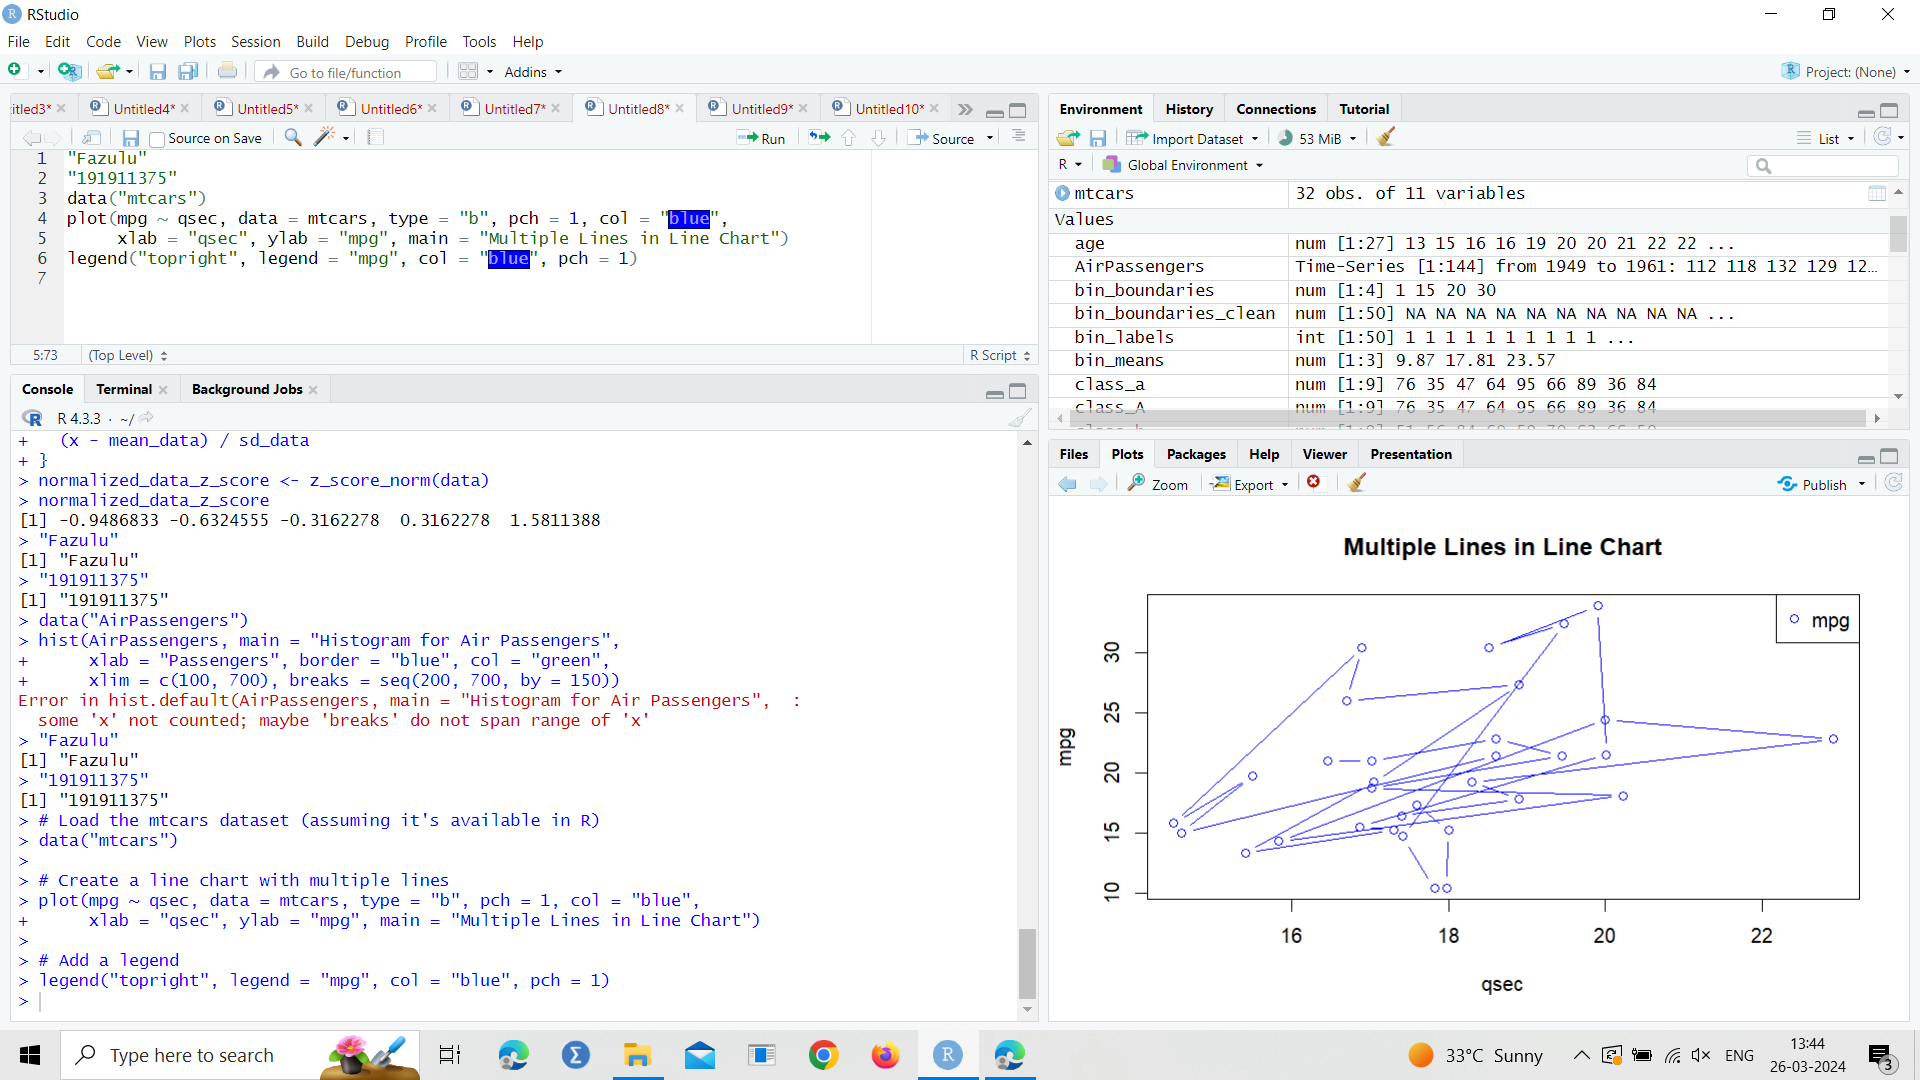 RStudio
File Edit Code View Plots Session Build Debug Profile Tools Help
Go to file/function Addins Project: (None)
itled3* Untitled4* Untitled5* Untitled6* Untitled7* Untitled8* Untitled9* Untitled10*
Source on Save Run Source
1 "Fazulu"
2 "191911375"
3 data("mtcars")
4 plot(mpg ~ qsec, data = mtcars, type = "b", pch = 1, col = "blue",
5 xlab = "qsec", ylab = "mpg", main = "Multiple Lines in Line Chart")
6 legend("topright", legend = "mpg", col = "blue", pch = 1)
7
5:73 (Top Level) R Script
Console Terminal Background Jobs
R 4.3.3 · ~/
+ (x - mean_data) / sd_data
+ }
> normalized_data_z_score <- z_score_norm(data)
> normalized_data_z_score
[1] -0.9486833 -0.6324555 -0.3162278 0.3162278 1.5811388
> "Fazulu"
[1] "Fazulu"
> "191911375"
[1] "191911375"
> data("AirPassengers")
> hist(AirPassengers, main = "Histogram for Air Passengers",
+ xlab = "Passengers", border = "blue", col = "green",
+ xlim = c(100, 700), breaks = seq(200, 700, by = 150))
Error in hist.default(AirPassengers, main = "Histogram for Air Passengers", :
some 'x' not counted; maybe 'breaks' do not span range of 'x'
> "Fazulu"
[1] "Fazulu"
> "191911375"
[1] "191911375"
> # Load the mtcars dataset (assuming it's available in R)
> data("mtcars")
>
> # Create a line chart with multiple lines
> plot(mpg ~ qsec, data = mtcars, type = "b", pch = 1, col = "blue",
+ xlab = "qsec", ylab = "mpg", main = "Multiple Lines in Line Chart")
>
> # Add a legend
> legend("topright", legend = "mpg", col = "blue", pch = 1)
>
Environment History Connections Tutorial
Import Dataset 53 MiB List
R Global Environment
mtcars 32 obs. of 11 variables
Values
age num [1:27] 13 15 16 16 19 20 20 21 22 22 ...
AirPassengers Time-Series [1:144] from 1949 to 1961: 112 118 132 129 12…
bin_boundaries num [1:4] 1 15 20 30
bin_boundaries_clean num [1:50] NA NA NA NA NA NA NA NA NA NA ...
bin_labels int [1:50] 1 1 1 1 1 1 1 1 1 1 ...
bin_means num [1:3] 9.87 17.81 23.57
class_a num [1:9] 76 35 47 64 95 66 89 36 84
class_A num [1:9] 76 35 47 64 95 66 89 36 84
Files Plots Packages Help Viewer Presentation
Zoom Export Publish
Multiple Lines in Line Chart
mpg
30
25
20
15
10
mpg
16 18 20 22
qsec
Type here to search
33°C Sunny ENG 13:44
26-03-2024 3